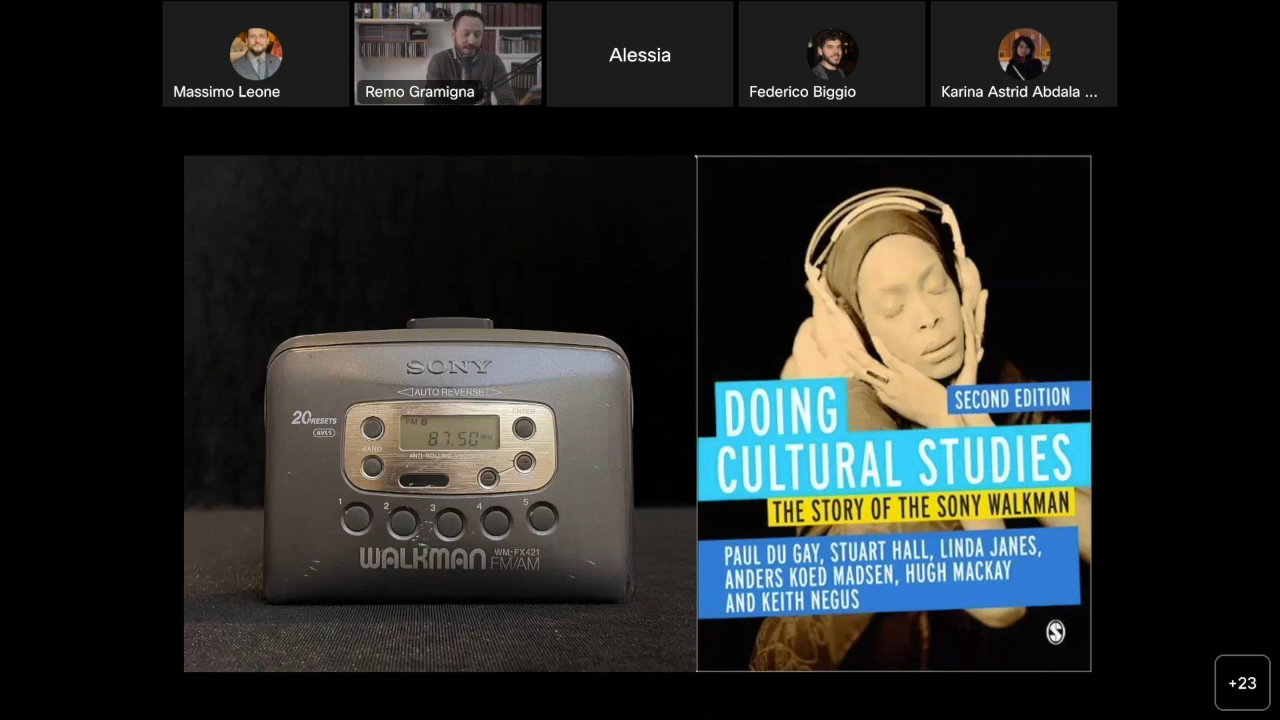 Alessia
Massimo Leone
Remo Gramigna
Federico Biggio
Karina Astrid Abdala ...
SONY
AUTO REVERSE
20 PRESETS
AVLS
ENTER
FM
87.50
BAND
1
2
3
4
5
WALKMAN
WM-FX421
FM/AM
DOING
SECOND EDITION
CULTURAL STUDIES
THE STORY OF THE SONY WALKMAN
PAUL DU GAY, STUART HALL, LINDA JANES,
ANDERS KOED MADSEN, HUGH MACKAY
AND KEITH NEGUS
S
+23